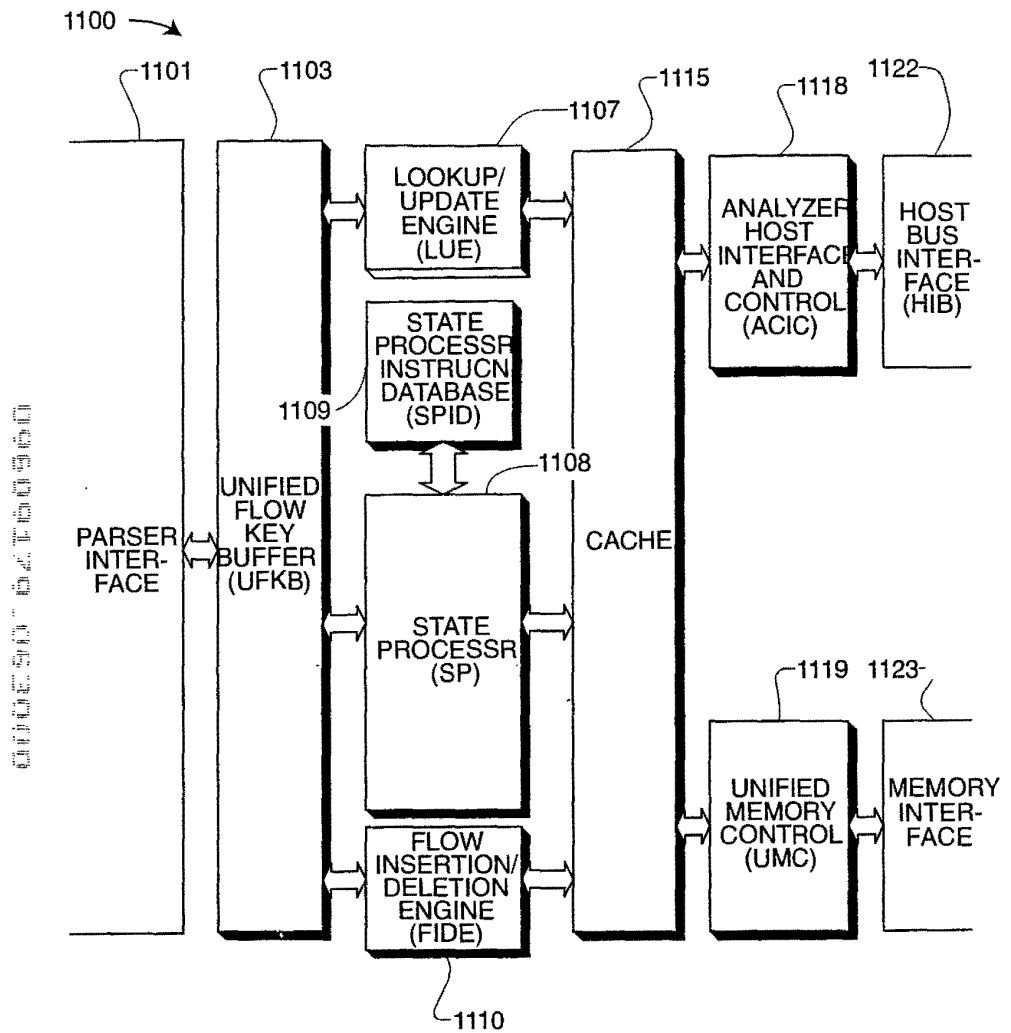 1100
1101
1103
1107
1115
1118
1122
LOOKUP/
UPDATE
ENGINE
(LUE)
ANALYZER
HOST
INTERFACE
AND
CONTROL
(ACIC)
HOST
BUS
INTER-
FACE
(HIB)
STATE
PROCESSR
INSTRUCN
DATABASE
(SPID)
1109
1108
UNIFIED
FLOW
KEY
BUFFER
(UFKB)
PARSER
INTER-
FACE
CACHE
STATE
PROCESSR
(SP)
1119
1123
UNIFIED
MEMORY
CONTROL
(UMC)
MEMORY
INTER-
FACE
FLOW
INSERTION/
DELETION
ENGINE
(FIDE)
1110